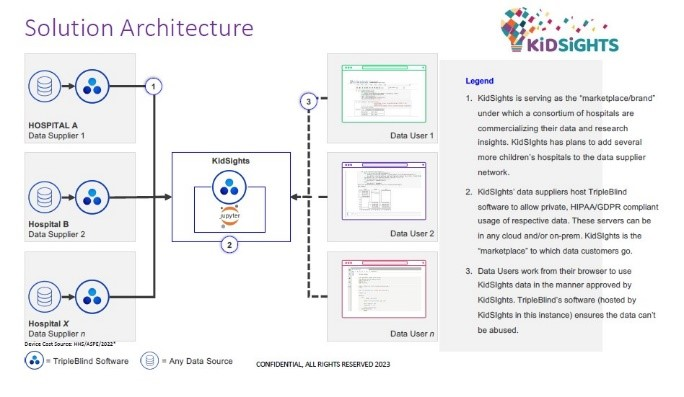 Solution Architecture
KiDSiGHTS
1
HOSPITAL A
Data Supplier 1
Hospital B
Data Supplier 2
Hospital X
Data Supplier n
Device Cost Source: HHS/ASPE/2022*
= TripleBlind Software
= Any Data Source
CONFIDENTIAL, ALL RIGHTS RESERVED 2023
KidSights
jupyter
2
3
Data User 1
Data User 2
Data User n
Legend
1. KidSights is serving as the “marketplace/brand”
under which a consortium of hospitals are
commercializing their data and research
insights. KidSIghts has plans to add several
more children’s hospitals to the data supplier
network.
2. KidSIghts’ data suppliers host TripleBlind
software to allow private, HIPAA/GDPR compliant
usage of respective data. These servers can be
in any cloud and/or on-prem. KidSIghts is the
“marketplace” to which data customers go.
3. Data Users work from their browser to use
KidSIghts data in the manner approved by
KidSIghts. TripleBlind’s software (hosted by
KidSIghts in this instance) ensures the data can’t
be abused.